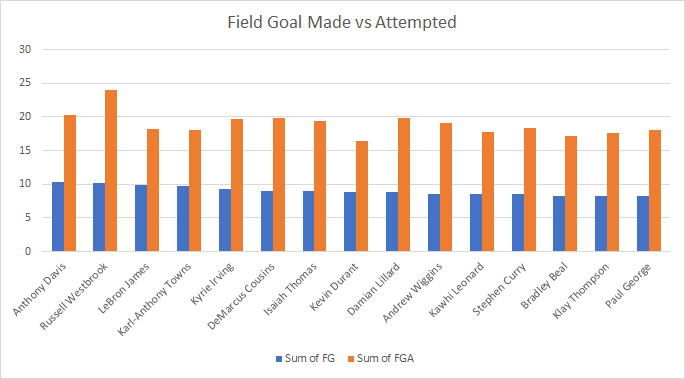 Field Goal Made vs Attempted
30
25
20
15
10
5
0
Anthony Davis
Russell Westbrook
LeBron James
Karl-Anthony Towns
Kyrie Irving
DeMarcus Cousins
Isaiah Thomas
Kevin Durant
Damian Lillard
Andrew Wiggins
Kawhi Leonard
Stephen Curry
Bradley Beal
Klay Thompson
Paul George
Sum of FG Sum of FGA